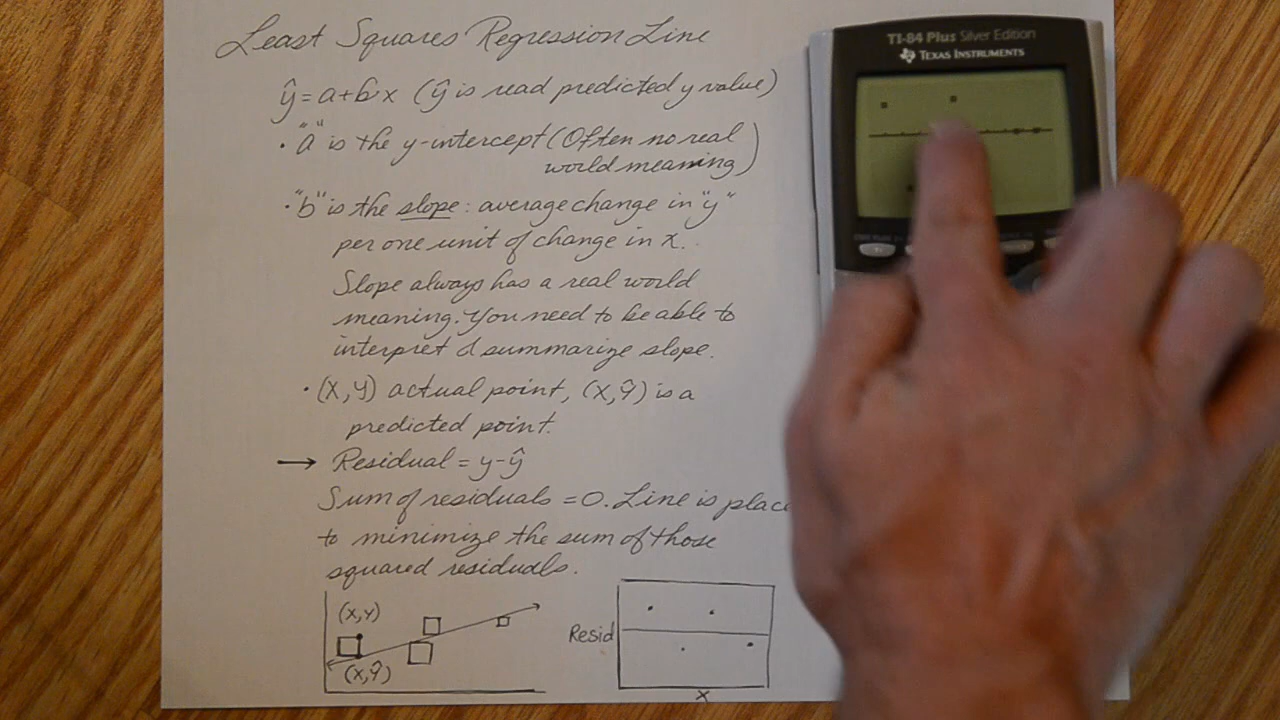 Least Squares Regression Line
ŷ = a+bx (ŷ is read predicted y value)
• "a" is the y-intercept (Often no real
world meaning)
• "b" is the slope: average change in "y"
per one unit of change in x.
Slope always has a real world
meaning. You need to be able to
interpret & summarize slope.
• (x,y) actual point, (x,ŷ) is a
predicted point.
→ Residual = y-ŷ
Sum of residuals = 0. Line is
to minimize the sum of those
squared residuals.
(x,y)
(x,ŷ)
Resid
x
TI-84 Plus Silver Edition
TEXAS INSTRUMENTS